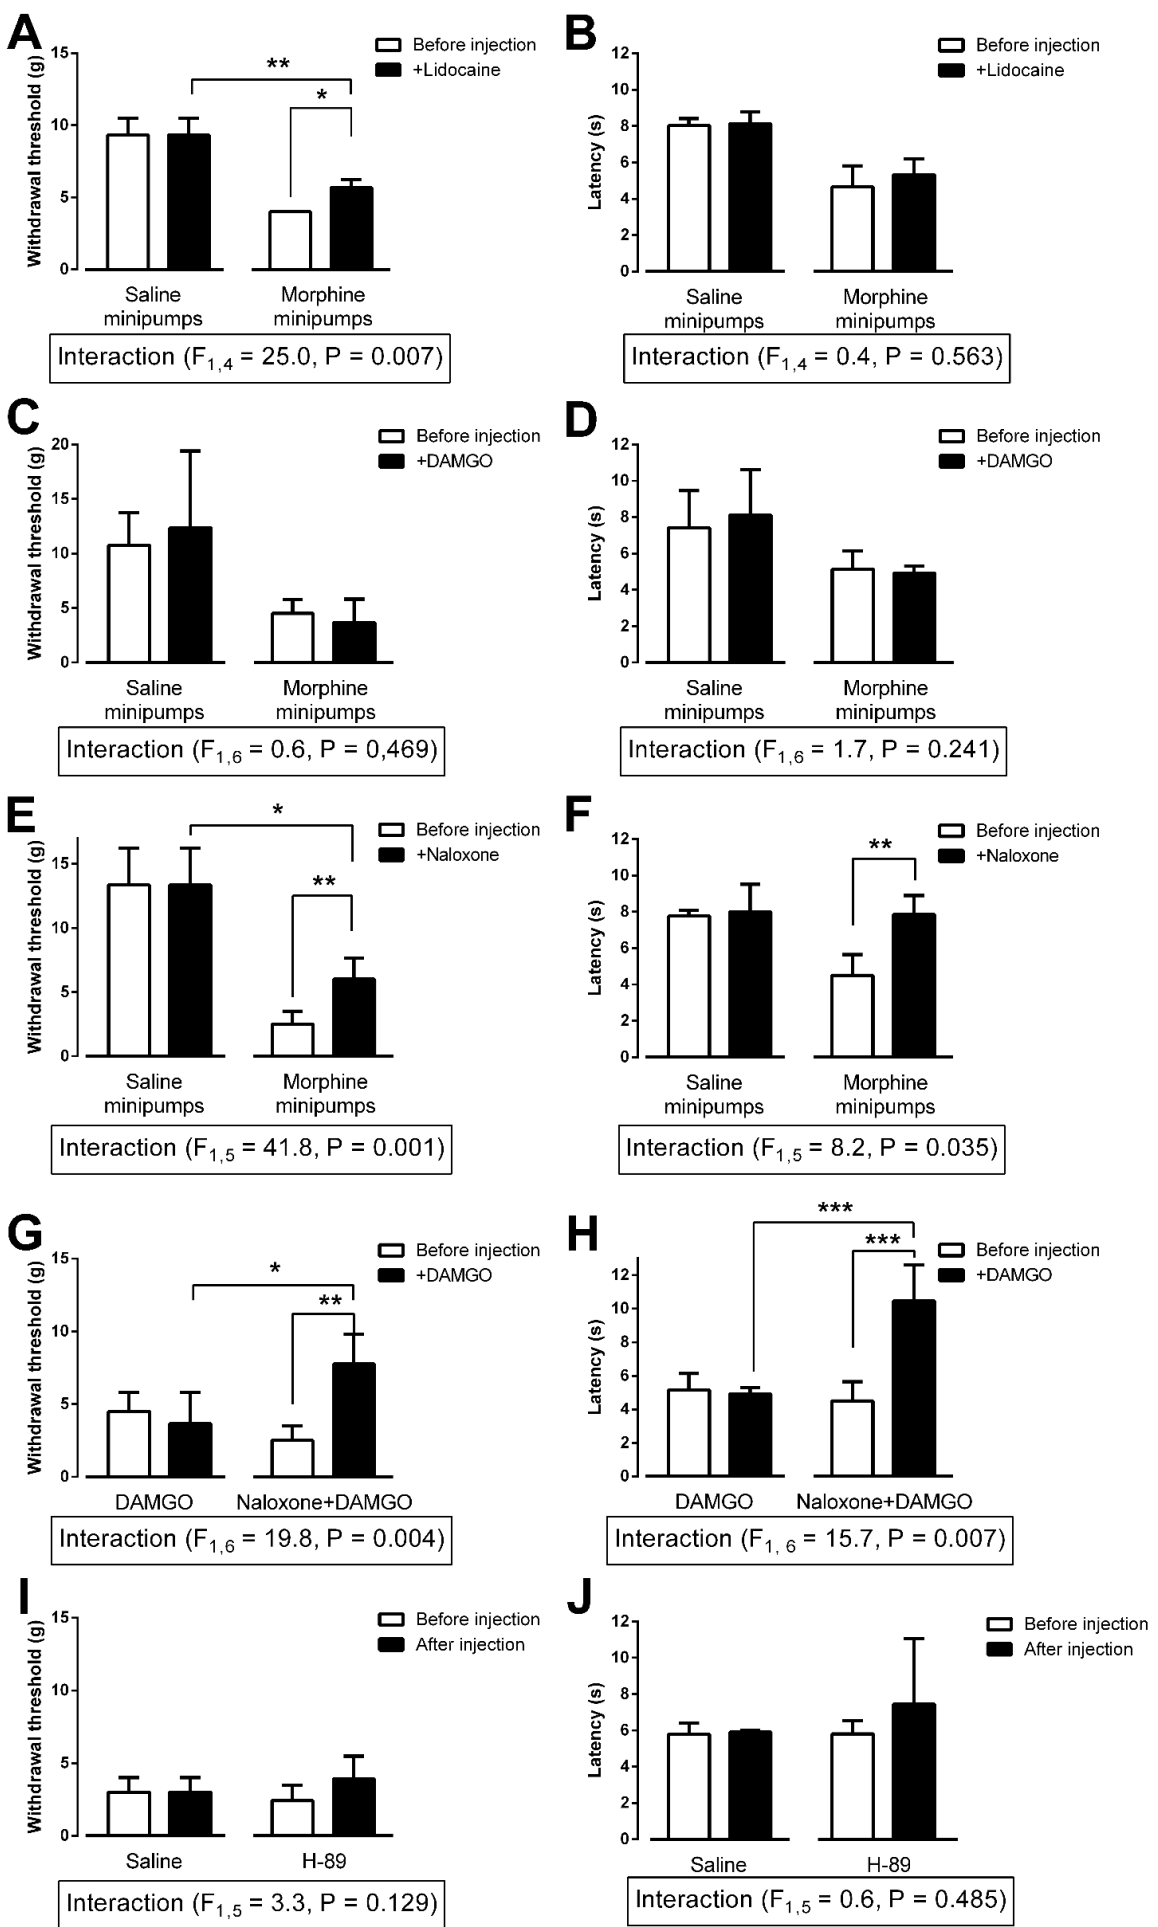 A
Withdrawal threshold (g)
15
10
5
0
Before injection
+Lidocaine
**
*
Saline
minipumps
Morphine
minipumps
Interaction (F1,4 = 25.0, P = 0.007)
B
Latency (s)
12
10
8
6
4
2
0
Before injection
+Lidocaine
Saline
minipumps
Morphine
minipumps
Interaction (F1,4 = 0.4, P = 0.563)
C
Withdrawal threshold (g)
20
15
10
5
0
Before injection
+DAMGO
Saline
minipumps
Morphine
minipumps
Interaction (F1,6 = 0.6, P = 0,469)
D
Latency (s)
12
10
8
6
4
2
0
Before injection
+DAMGO
Saline
minipumps
Morphine
minipumps
Interaction (F1,6 = 1.7, P = 0.241)
E
Withdrawal threshold (g)
15
10
5
0
Before injection
+Naloxone
*
**
Saline
minipumps
Morphine
minipumps
Interaction (F1,5 = 41.8, P = 0.001)
F
Latency (s)
12
10
8
6
4
2
0
Before injection
+Naloxone
**
Saline
minipumps
Morphine
minipumps
Interaction (F1,5 = 8.2, P = 0.035)
G
Withdrawal threshold (g)
15
10
5
0
Before injection
+DAMGO
*
**
DAMGO
Naloxone+DAMGO
Interaction (F1,6 = 19.8, P = 0.004)
H
Latency (s)
12
10
8
6
4
2
0
Before injection
+DAMGO
***
***
DAMGO
Naloxone+DAMGO
Interaction (F1, 6 = 15.7, P = 0.007)
I
Withdrawal threshold (g)
15
10
5
0
Before injection
After injection
Saline
H-89
Interaction (F1,5 = 3.3, P = 0.129)
J
Latency (s)
12
10
8
6
4
2
0
Before injection
After injection
Saline
H-89
Interaction (F1,5 = 0.6, P = 0.485)